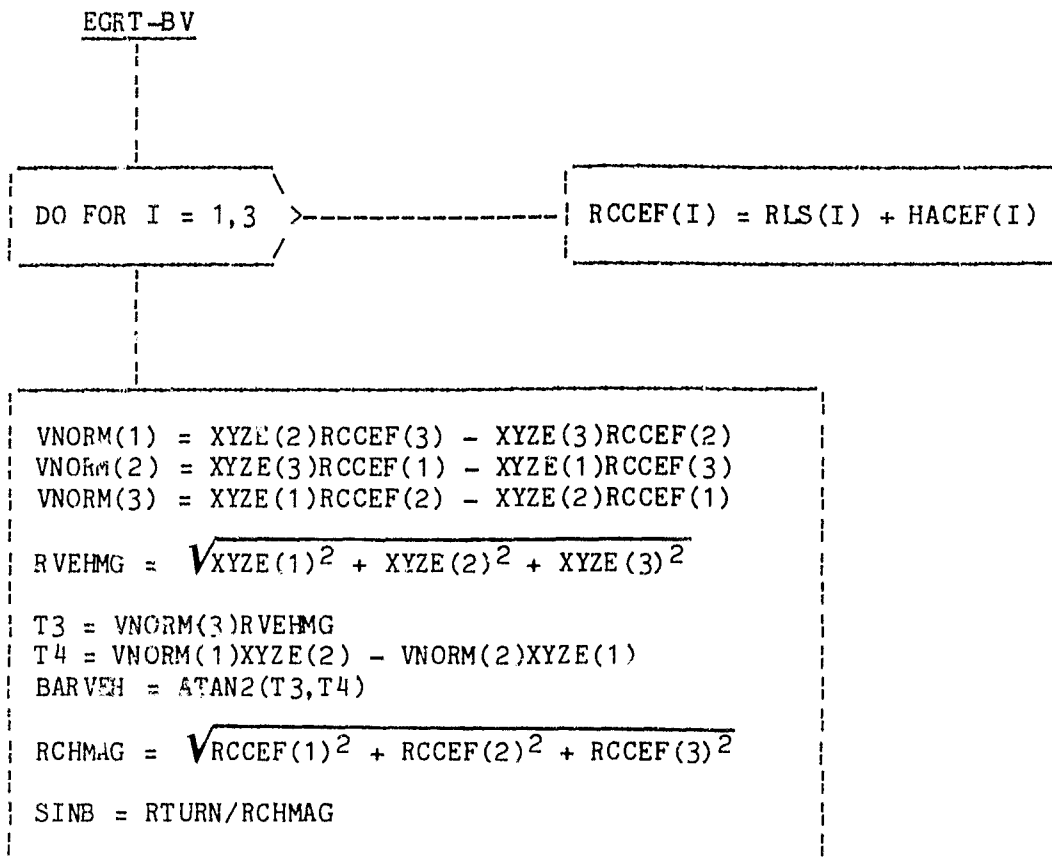 EGRT-BV
DO FOR I = 1,3
RCCEF(I) = RLS(I) + HACEF(I)
VNORM(1) = XYZE(2)RCCEF(3) - XYZE(3)RCCEF(2)
VNORM(2) = XYZE(3)RCCEF(1) - XYZE(1)RCCEF(3)
VNORM(3) = XYZE(1)RCCEF(2) - XYZE(2)RCCEF(1)
RVEHMG = √XYZE(1)² + XYZE(2)² + XYZE(3)²
T3 = VNORM(3)RVEHMG
T4 = VNORM(1)XYZE(2) - VNORM(2)XYZE(1)
BARVEH = ATAN2(T3,T4)
RCHMAG = √RCCEF(1)² + RCCEF(2)² + RCCEF(3)²
SINB = RTURN/RCHMAG